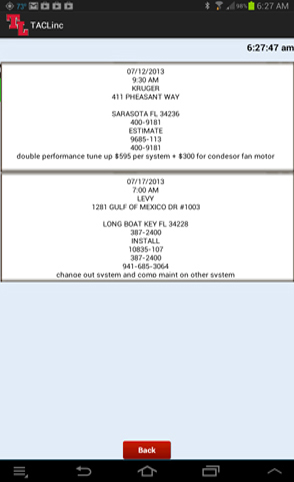 73° 98% 6:27 AM
TL TACLinc
6:27:47 am
07/12/2013
9:30 AM
KRUGER
411 PHEASANT WAY
SARASOTA FL 34236
400-9181
ESTIMATE
9685-113
400-9181
double performance tune up $595 per system + $300 for condesor fan motor
07/17/2013
7:00 AM
LEVY
1281 GULF OF MEXICO DR #1003
LONG BOAT KEY FL 34228
387-2400
INSTALL
10835-107
387-2400
941-685-3064
change out system and comp maint on other system
Back